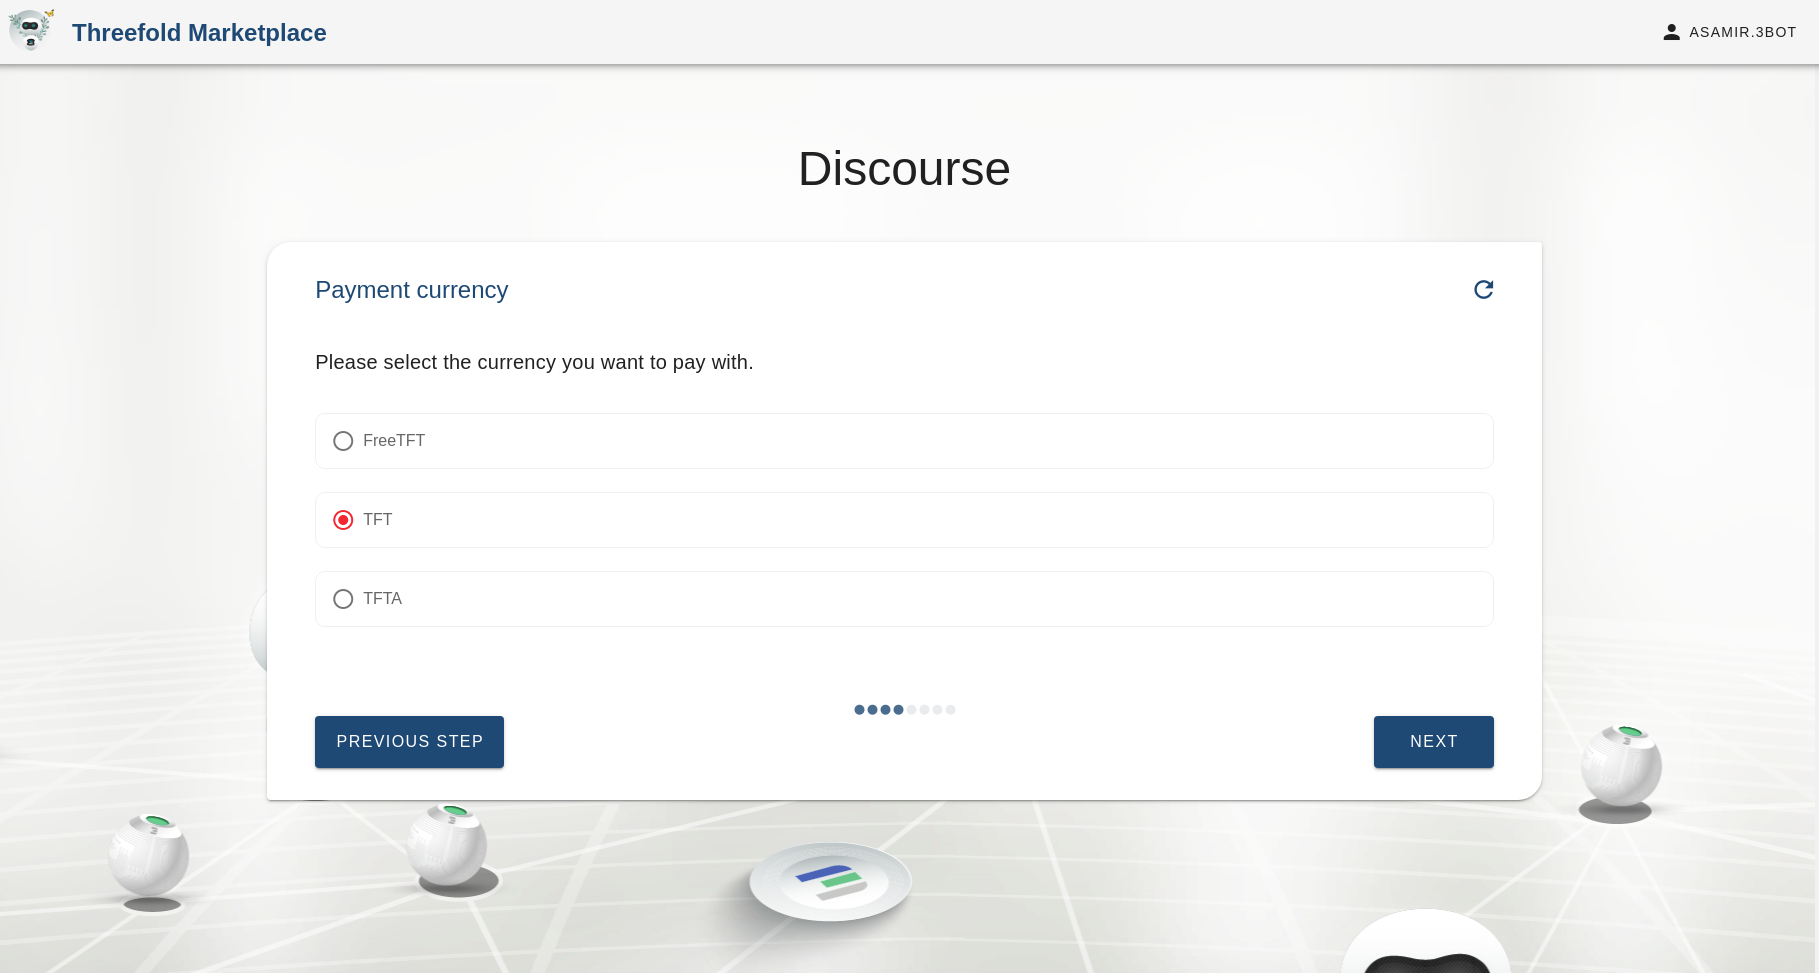 Threefold Marketplace
ASAMIR.3BOT
Discourse
Payment currency
Please select the currency you want to pay with.
FreeTFT
TFT
TFTA
PREVIOUS STEP
NEXT